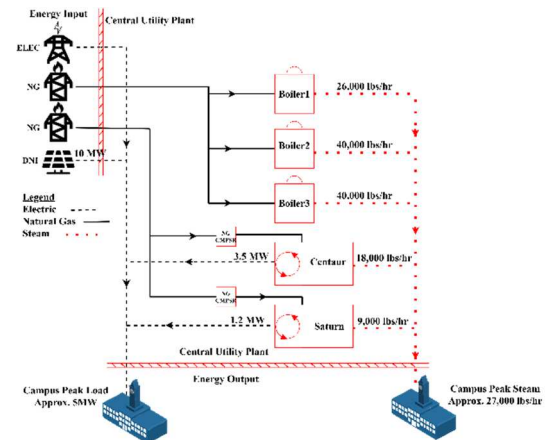 Energy Input
Central Utility Plant
ELEC
NG
NG
DNI
10 MW
Legend
Electric
Natural Gas
Steam
Boiler1
26,000 lbs/hr
Boiler2
40,000 lbs/hr
Boiler3
40.000 lbs/hr
NG
CMPSR
3.5 MW
Centaur
18,000 lbs/hr
NG
CMPSR
1.2 MW
Saturn
9,000 lbs/hr
Central Utility Plant
Energy Output
Campus Peak Load
Approx. 5MW
Campus Peak Steam
Approx. 27,000 lbs/hr